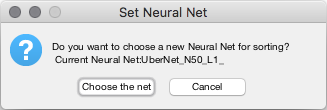 Set Neural Net
Do you want to choose a new Neural Net for sorting?
Current Neural Net:UberNet_N50_L1_
Choose the net
Cancel